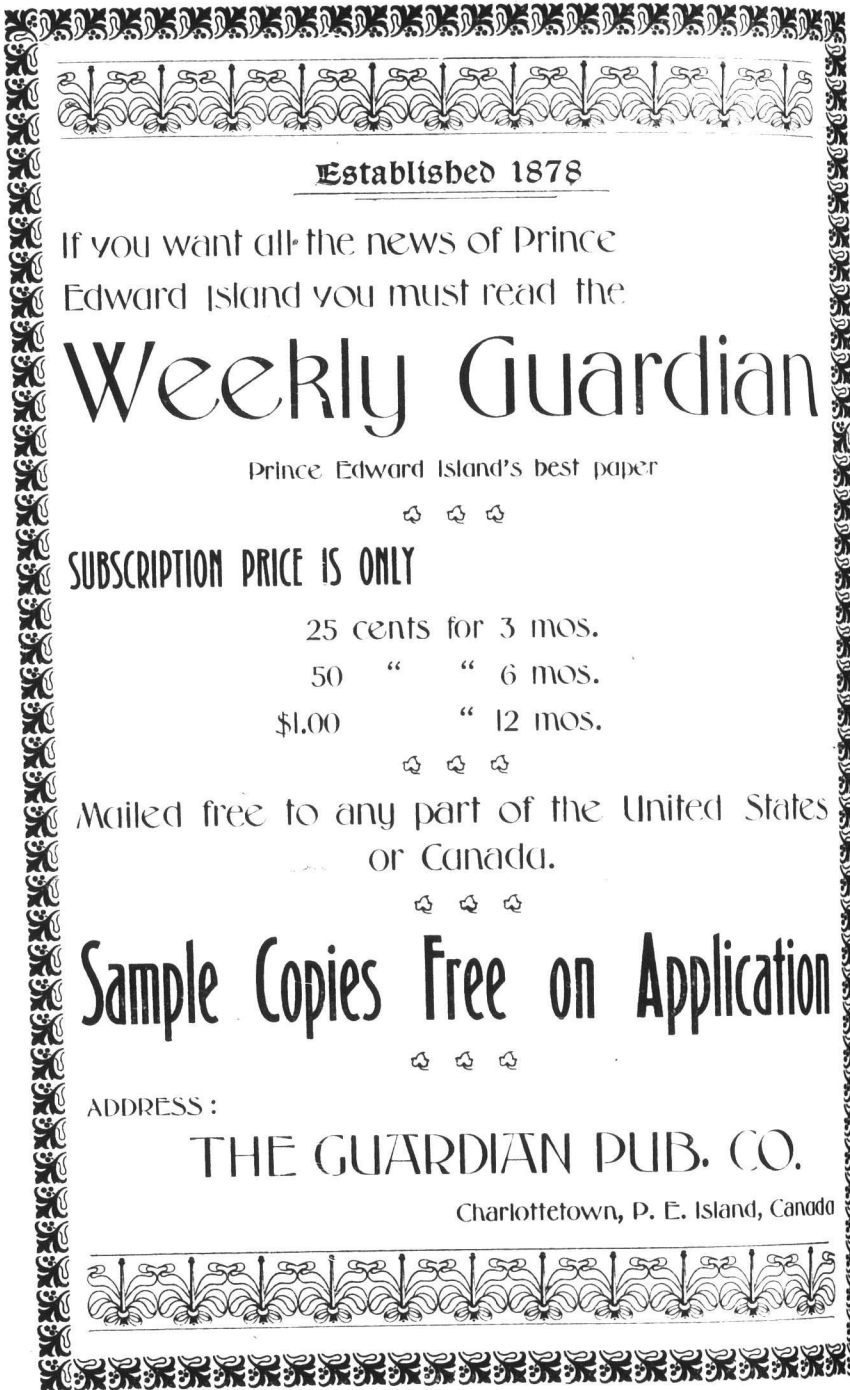 Established 1878
If you want all the news of Prince
Edward Island you must read the
Weekly Guardian
Prince Edward Island's best paper
SUBSCRIPTION PRICE IS ONLY
25 cents for 3 mos.
50 “ “ 6 mos.
$1.00 “ 12 mos.
Mailed free to any part of the United States
or Canada.
Sample Copies Free on Application
ADDRESS:
THE GUARDIAN PUB. CO.
Charlottetown, P. E. Island, Canada